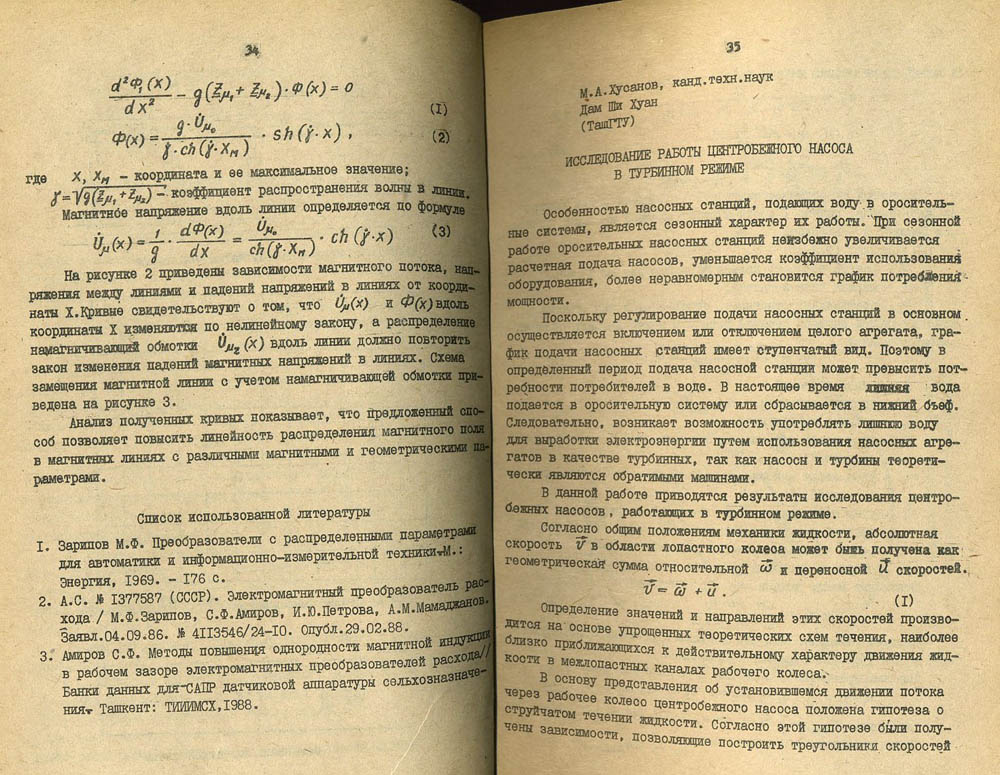 34
d²Ф₁(x)/dx² – g(Zμ₁ + Zμ₂)·Ф(x) = 0 (I)
Ф(x) = g·U̇μ₀/(γ̇·ch(γ̇·Xм)) · sh(γ̇·x), (2)
где X, Xм – координата и ее максимальное значение;
γ̇=√g(Zμ₁+Zμ₂) – коэффициент распространения волны в линии.
Магнитное напряжение вдоль линии определяется по формуле
U̇μ(x) = 1/g · dФ(x)/dx = U̇μ₀/ch(γ̇·Xм) · ch(γ̇·x) (3)
На рисунке 2 приведены зависимости магнитного потока, нап-
ряжения между линиями и падений напряжений в линиях от коорди-
наты X. Кривые свидетельствуют о том, что U̇μ(x) и Ф(x) вдоль
координаты X изменяются по нелинейному закону, а распределение
намагничивающий обмотки U̇μz(x) вдоль линии должно повторить
закон изменения падений магнитных напряжений в линиях. Схема
замещения магнитной линих с учетом намагничивающей обмотки при-
ведена на рисунке 3.
Анализ полученных кривых показывает, что предложенный спо-
соб позволяет повысить линейность распределения магнитного поля
в магнитных линиях с различными магнитными и геометрическими па-
раметрами.
Список использованной литературы
I. Зарипов М.Ф. Преобразователи с распределенными параметрами
для автоматики и информационно-измерительной техники.-М.:
Энергия, I969. – I76 с.
2. А.С. № I377587 (СССР). Электромагнитный преобразователь рас-
хода / М.Ф.Зарипов, С.Ф.Амиров, И.Ю.Петрова, А.М.Мамаджанов.
Заявл.04.09.86. № 4II3546/24-I0. Опубл.29.02.88.
3. Амиров С.Ф. Методы повышения однородности магнитной индукции
в рабочем зазоре электромагнитных преобразователей расхода//
Банки данных для САПР датчиковой аппаратуры сельхозназначе-
ния. Ташкент: ТИИИМСХ, I988.
35
М.А.Хусанов, канд.техн.наук
Дам Ши Хуан
(ТашГТУ)
ИССЛЕДОВАНИЕ РАБОТЫ ЦЕНТРОБЕЖНОГО НАСОСА
В ТУРБИННОМ РЕЖИМЕ
Особенностью насосных станций, подающих воду в ороситель-
ные системы, является сезонный характер их работы. При сезонной
работе оросительных насосных станций неизбежно увеличивается
расчетная подача насосов, уменьшается коэффициент использования
оборудования, более неравномерным становится график потребления
мощности.
Поскольку регулирование подачи насосных станций в основном
осуществляется включением или отключением целого агрегата, гра-
фик подачи насосных станций имеет ступенчатый вид. Поэтому в
определенный период подача насосной станции может превысить пот-
ребности потребителей в воде. В настоящее время лишняя вода
подается в оросительную систему или сбрасывается в нижний бьеф.
Следовательно, возникает возможность употреблять лишнюю воду
для выработки электроэнергии путем использования насосных агре-
гатов в качестве турбинных, так как насосы и турбины теорети-
чески являются обратимыми машинами.
В данной работе приводятся результаты исследования центро-
бежных насосов, работающих в турбинном режиме.
Согласно общим положениям механики жидкости, абсолютная
скорость v⃗ в области лопастного колеса может быть получена как
геометрическая сумма относительной ω⃗ и переносной u⃗ скоростей.
v⃗ = ω⃗ + u⃗. (I)
Определение значений и направлений этих скоростей произво-
дится на основе упрощенных теоретических схем течения, наиболее
близко приближающихся к действительному характеру движения жид-
кости в межлопастных каналах рабочего колеса.
В основу представления об установившемся движении потока
через рабочее колесо центробежного насоса положена гипотеза о
струйчатом течении жидкости. Согласно этой гипотезе были полу-
чены зависимости, позволяющие построить треугольники скоростей